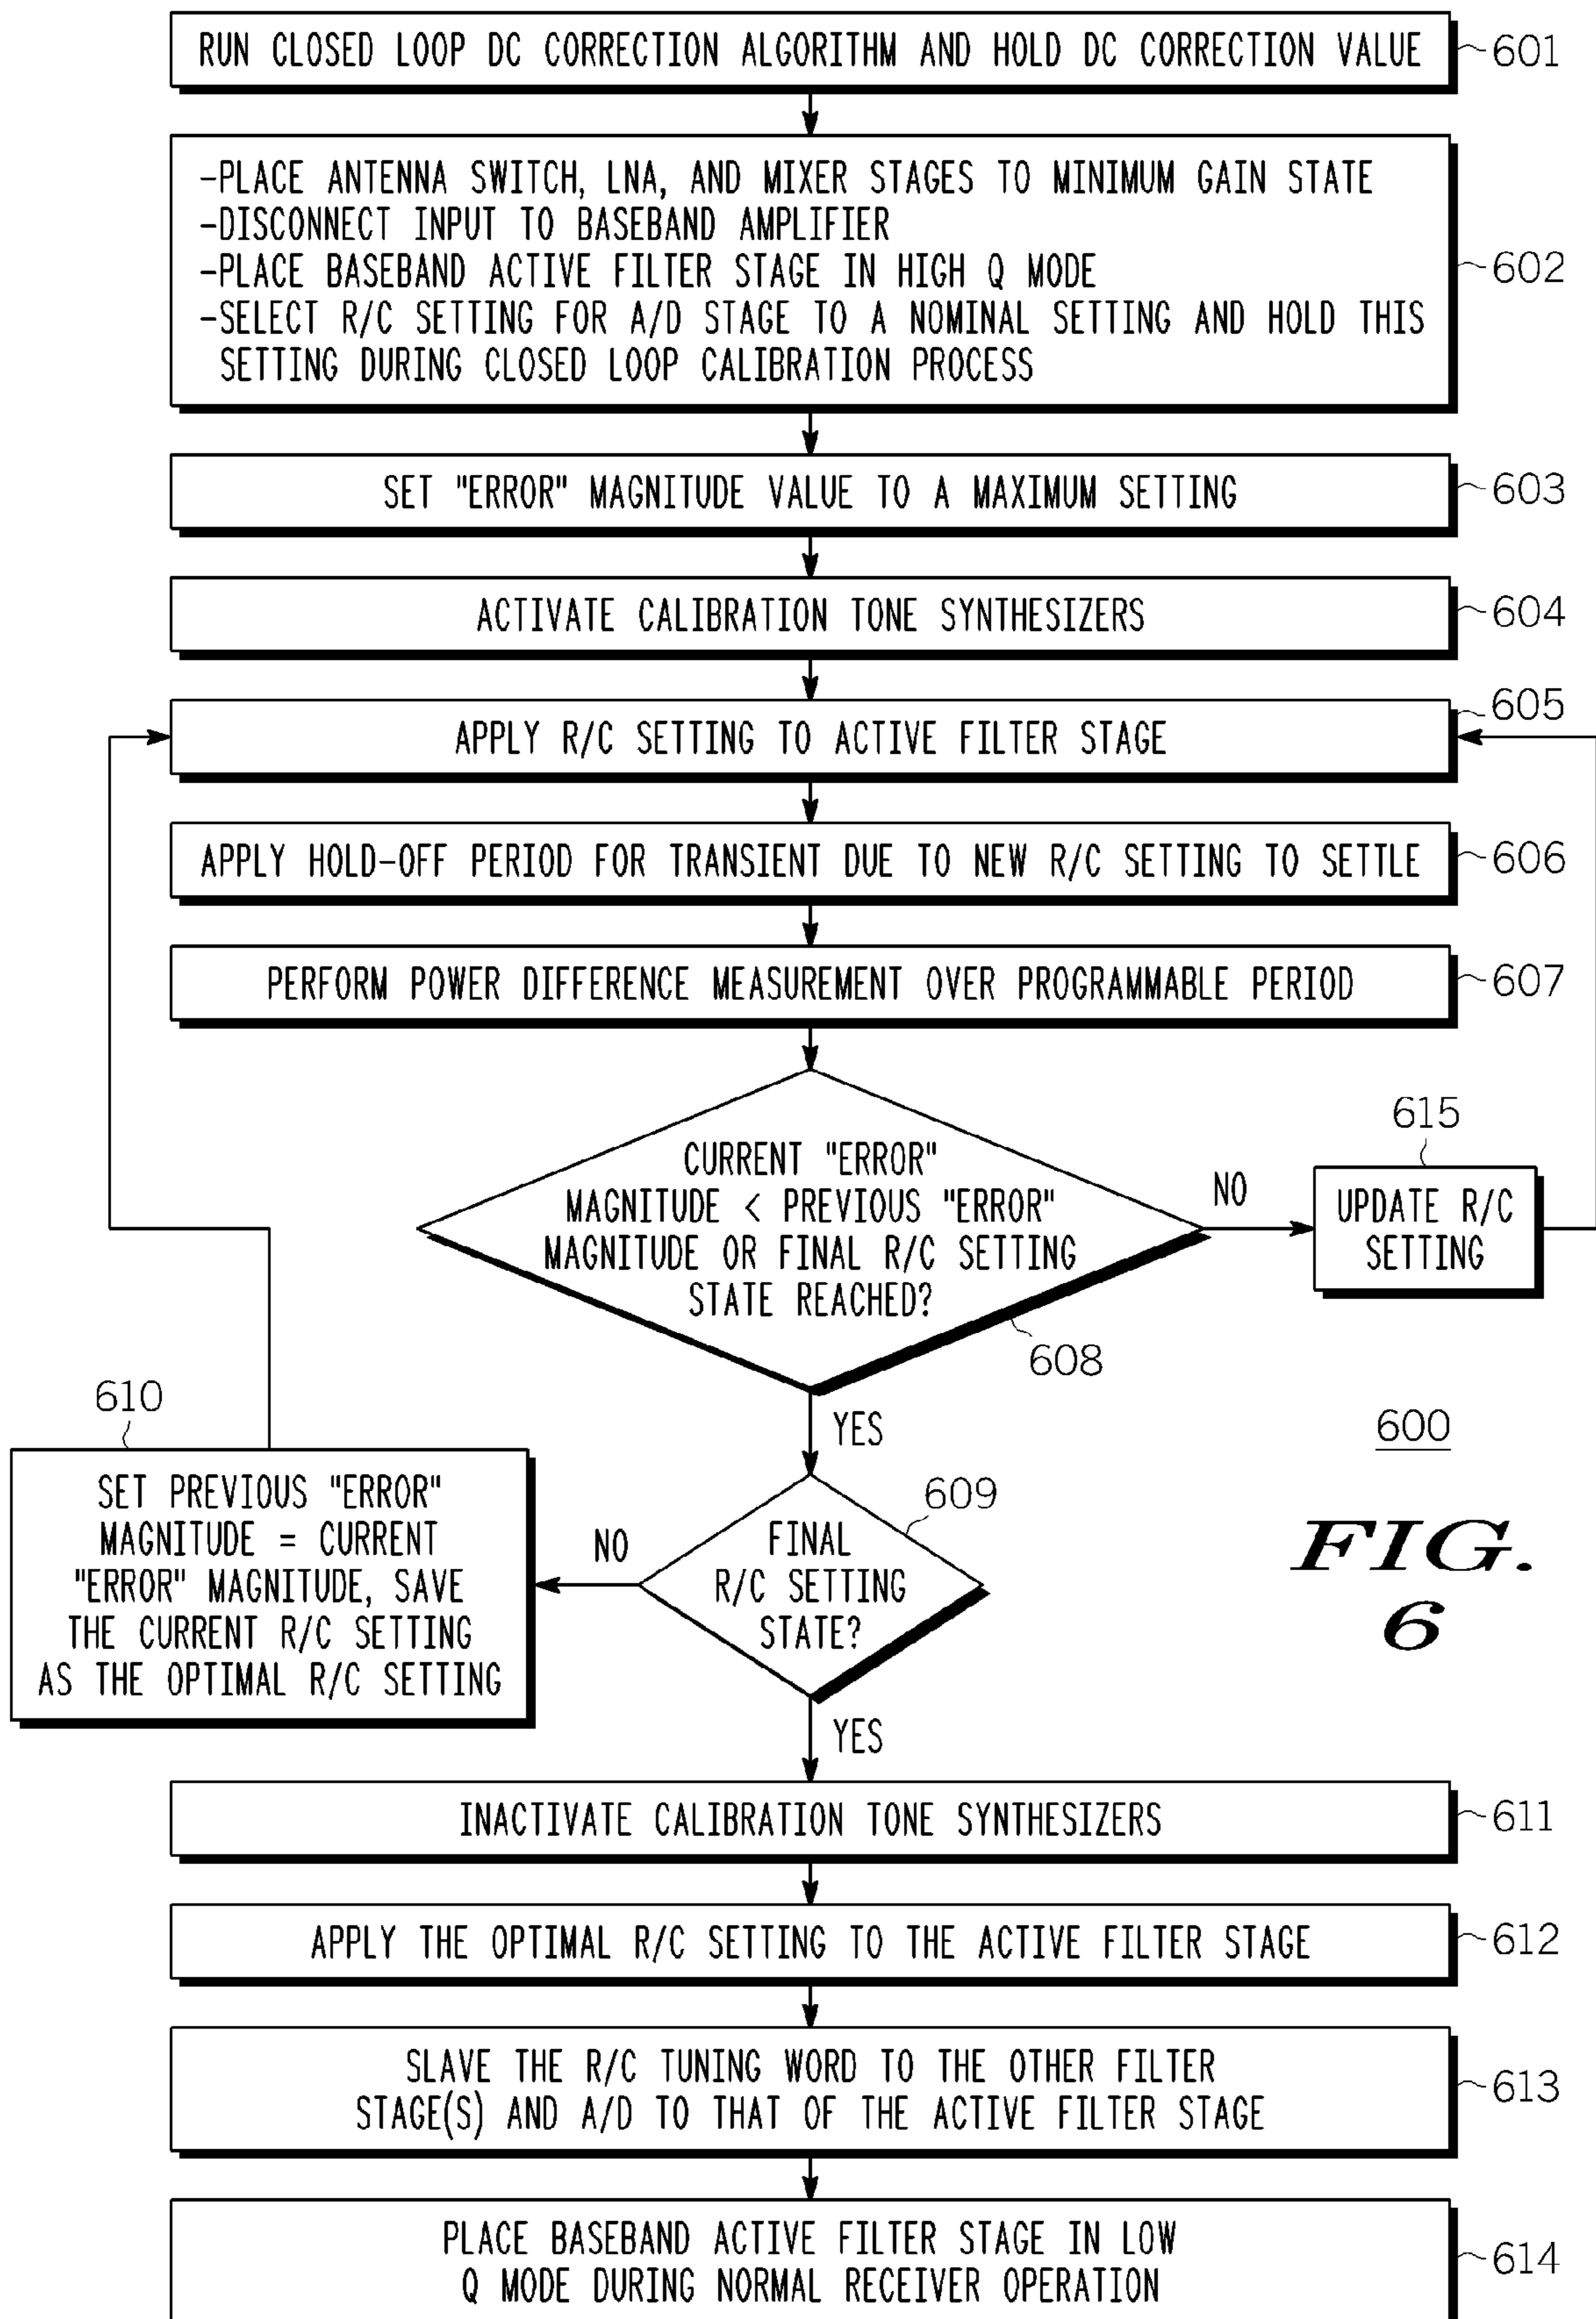 RUN CLOSED LOOP DC CORRECTION ALGORITHM AND HOLD DC CORRECTION VALUE
601
-PLACE ANTENNA SWITCH, LNA, AND MIXER STAGES TO MINIMUM GAIN STATE
-DISCONNECT INPUT TO BASEBAND AMPLIFIER
-PLACE BASEBAND ACTIVE FILTER STAGE IN HIGH Q MODE
-SELECT R/C SETTING FOR A/D STAGE TO A NOMINAL SETTING AND HOLD THIS
SETTING DURING CLOSED LOOP CALIBRATION PROCESS
602
SET "ERROR" MAGNITUDE VALUE TO A MAXIMUM SETTING
603
ACTIVATE CALIBRATION TONE SYNTHESIZERS
604
APPLY R/C SETTING TO ACTIVE FILTER STAGE
605
APPLY HOLD-OFF PERIOD FOR TRANSIENT DUE TO NEW R/C SETTING TO SETTLE
606
PERFORM POWER DIFFERENCE MEASUREMENT OVER PROGRAMMABLE PERIOD
607
CURRENT "ERROR"
MAGNITUDE < PREVIOUS "ERROR"
MAGNITUDE OR FINAL R/C SETTING
STATE REACHED?
608
NO
615
UPDATE R/C
SETTING
YES
610
SET PREVIOUS "ERROR"
MAGNITUDE = CURRENT
"ERROR" MAGNITUDE, SAVE
THE CURRENT R/C SETTING
AS THE OPTIMAL R/C SETTING
NO
609
FINAL
R/C SETTING
STATE?
YES
600
FIG.
6
INACTIVATE CALIBRATION TONE SYNTHESIZERS
611
APPLY THE OPTIMAL R/C SETTING TO THE ACTIVE FILTER STAGE
612
SLAVE THE R/C TUNING WORD TO THE OTHER FILTER
STAGE(S) AND A/D TO THAT OF THE ACTIVE FILTER STAGE
613
PLACE BASEBAND ACTIVE FILTER STAGE IN LOW
Q MODE DURING NORMAL RECEIVER OPERATION
614